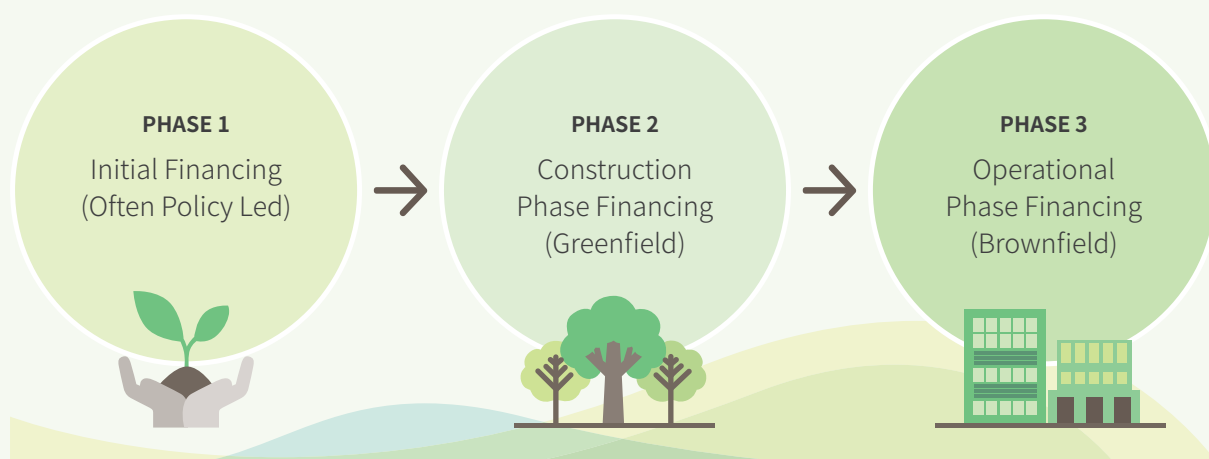 PHASE 1
Initial Financing
(Often Policy Led)
PHASE 2
Construction
Phase Financing
(Greenfield)
PHASE 3
Operational
Phase Financing
(Brownfield)